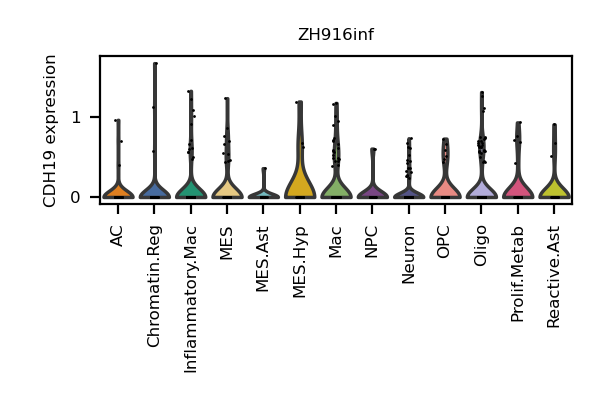 ZH916inf
CDH19 expression
1
0
AC
Chromatin.Reg
Inflammatory.Mac
MES
MES.Ast
MES.Hyp
Mac
NPC
Neuron
OPC
Oligo
Prolif.Metab
Reactive.Ast